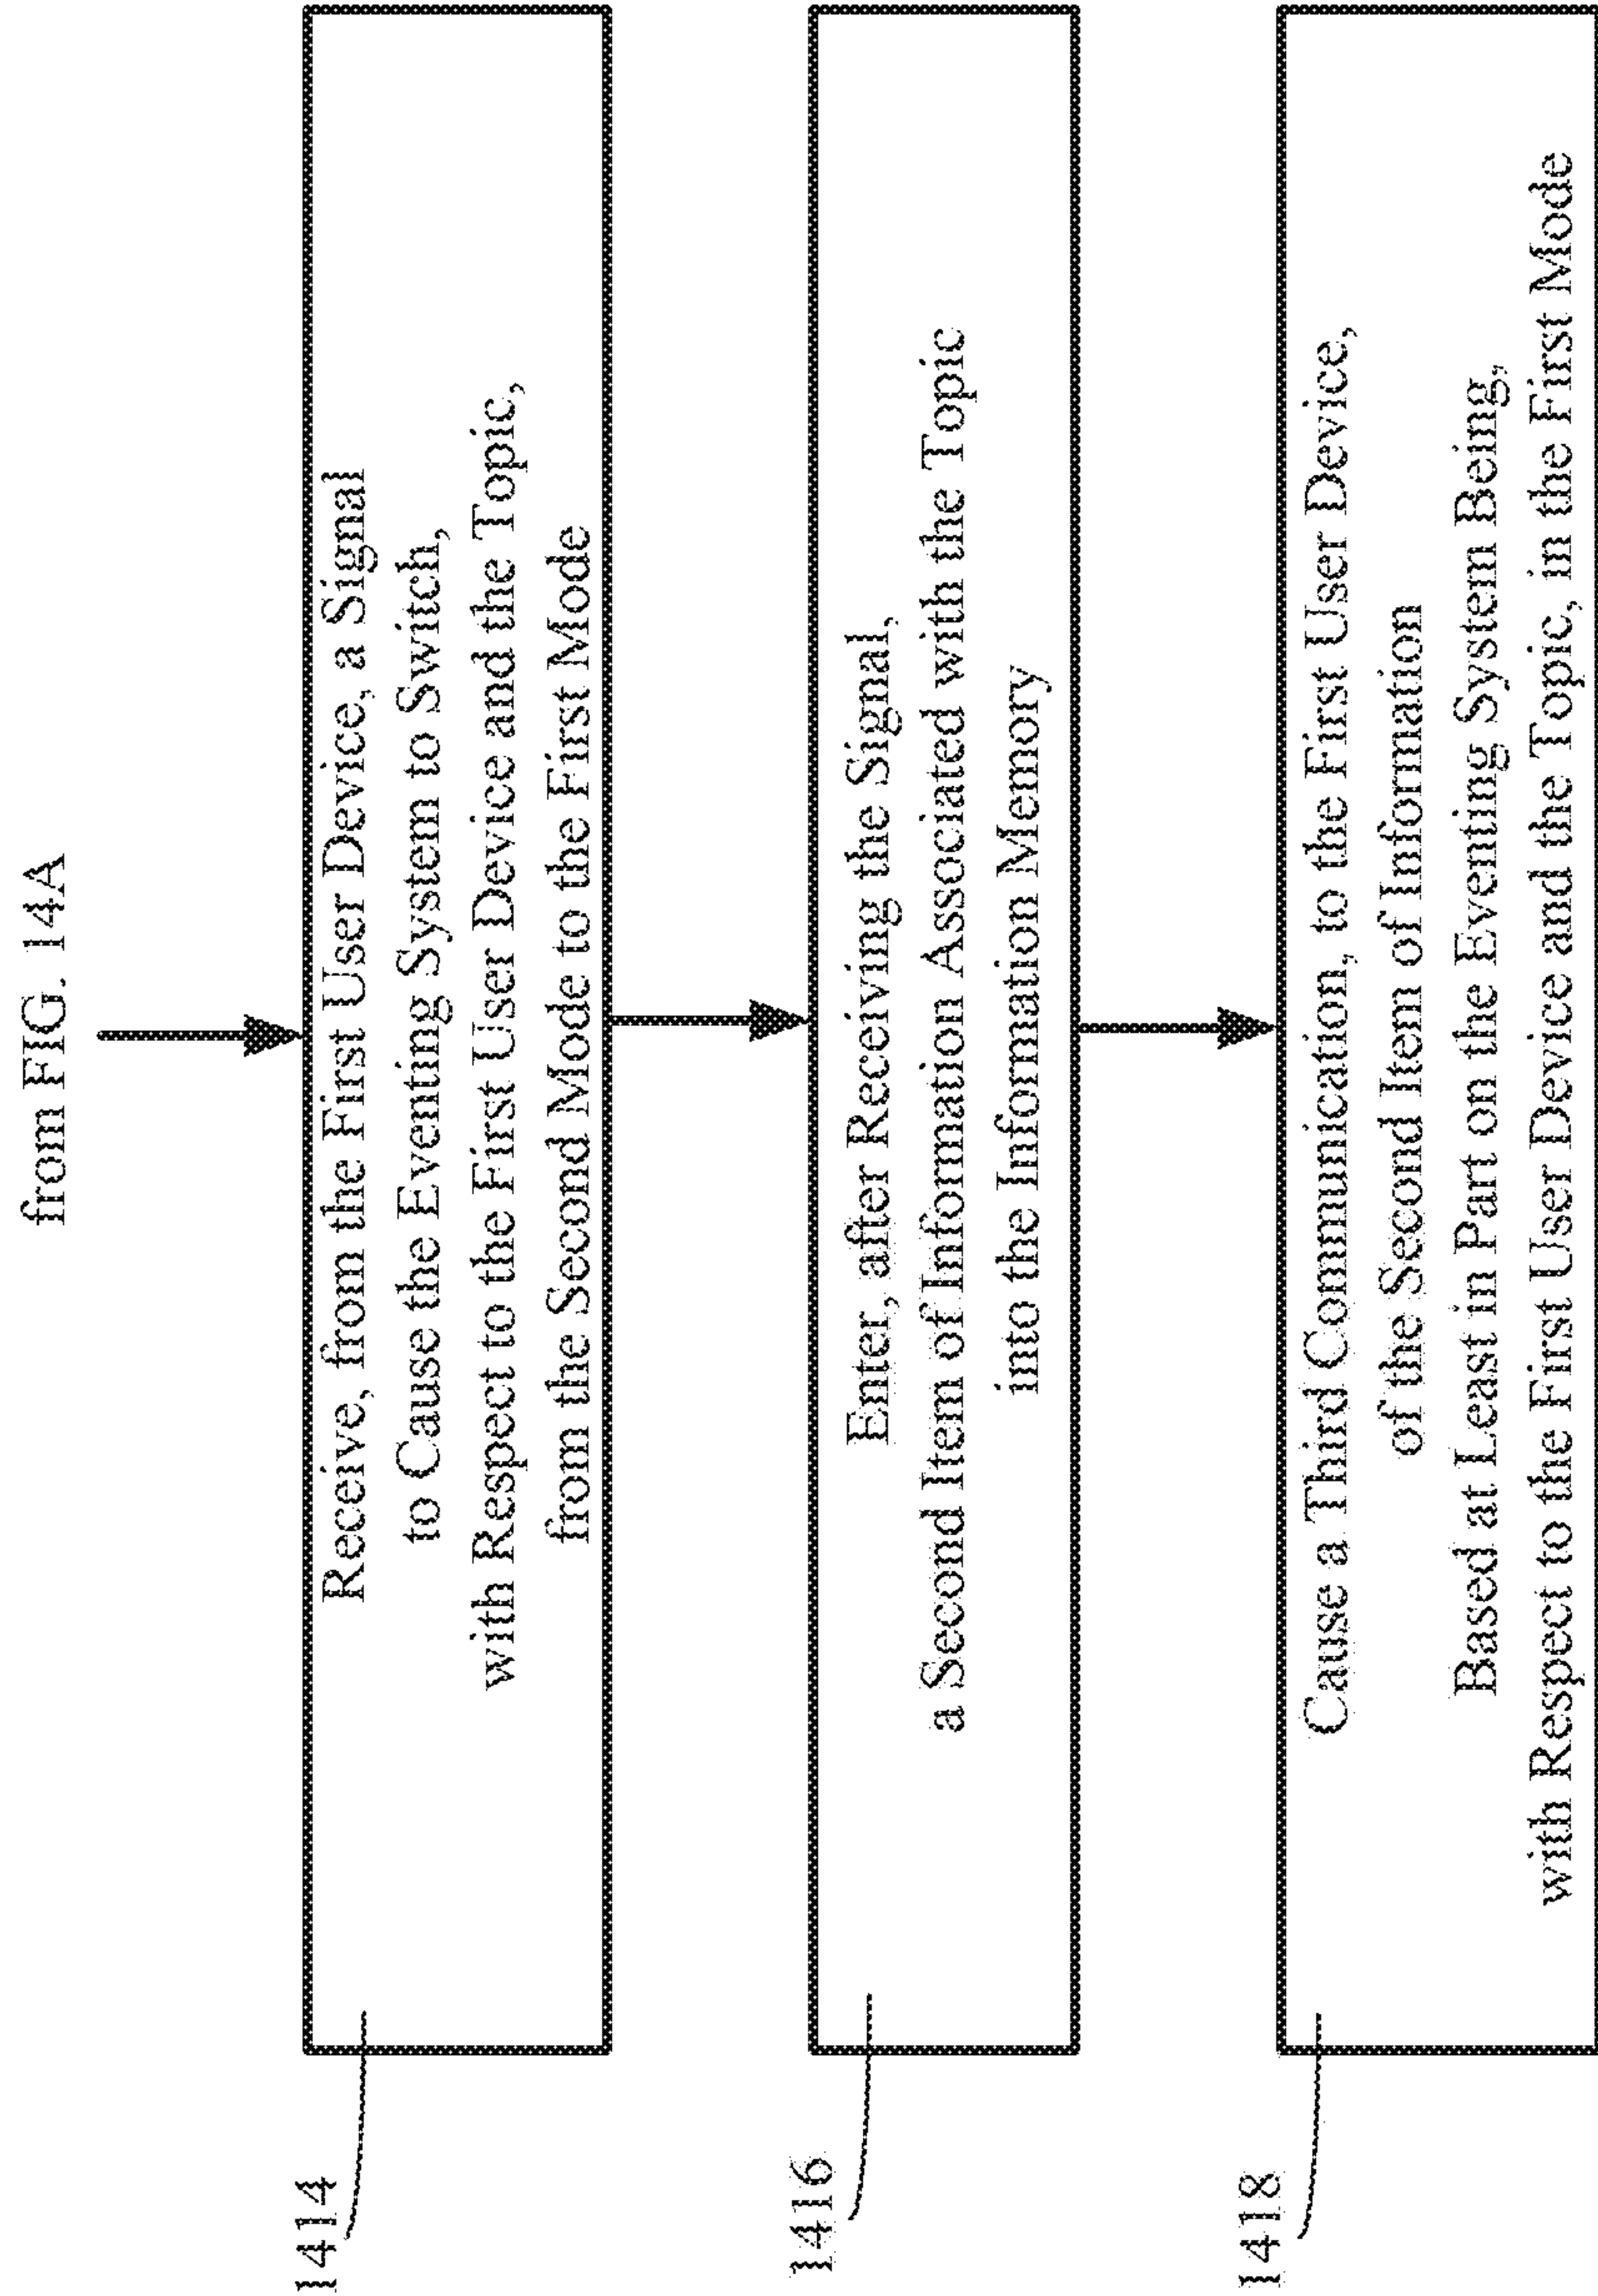 from FIG. 14A
1414
Receive, from the First User Device, a Signal
to Cause the Eventing System to Switch,
with Respect to the First User Device and the Topic,
from the Second Mode to the First Mode
1416
Enter, after Receiving the Signal,
a Second Item of Information Associated with the Topic
into the Information Memory
1418
Cause a Third Communication, to the First User Device,
of the Second Item of Information
Based at Least in Part on the Eventing System Being,
with Respect to the First User Device and the Topic, in the First Mode